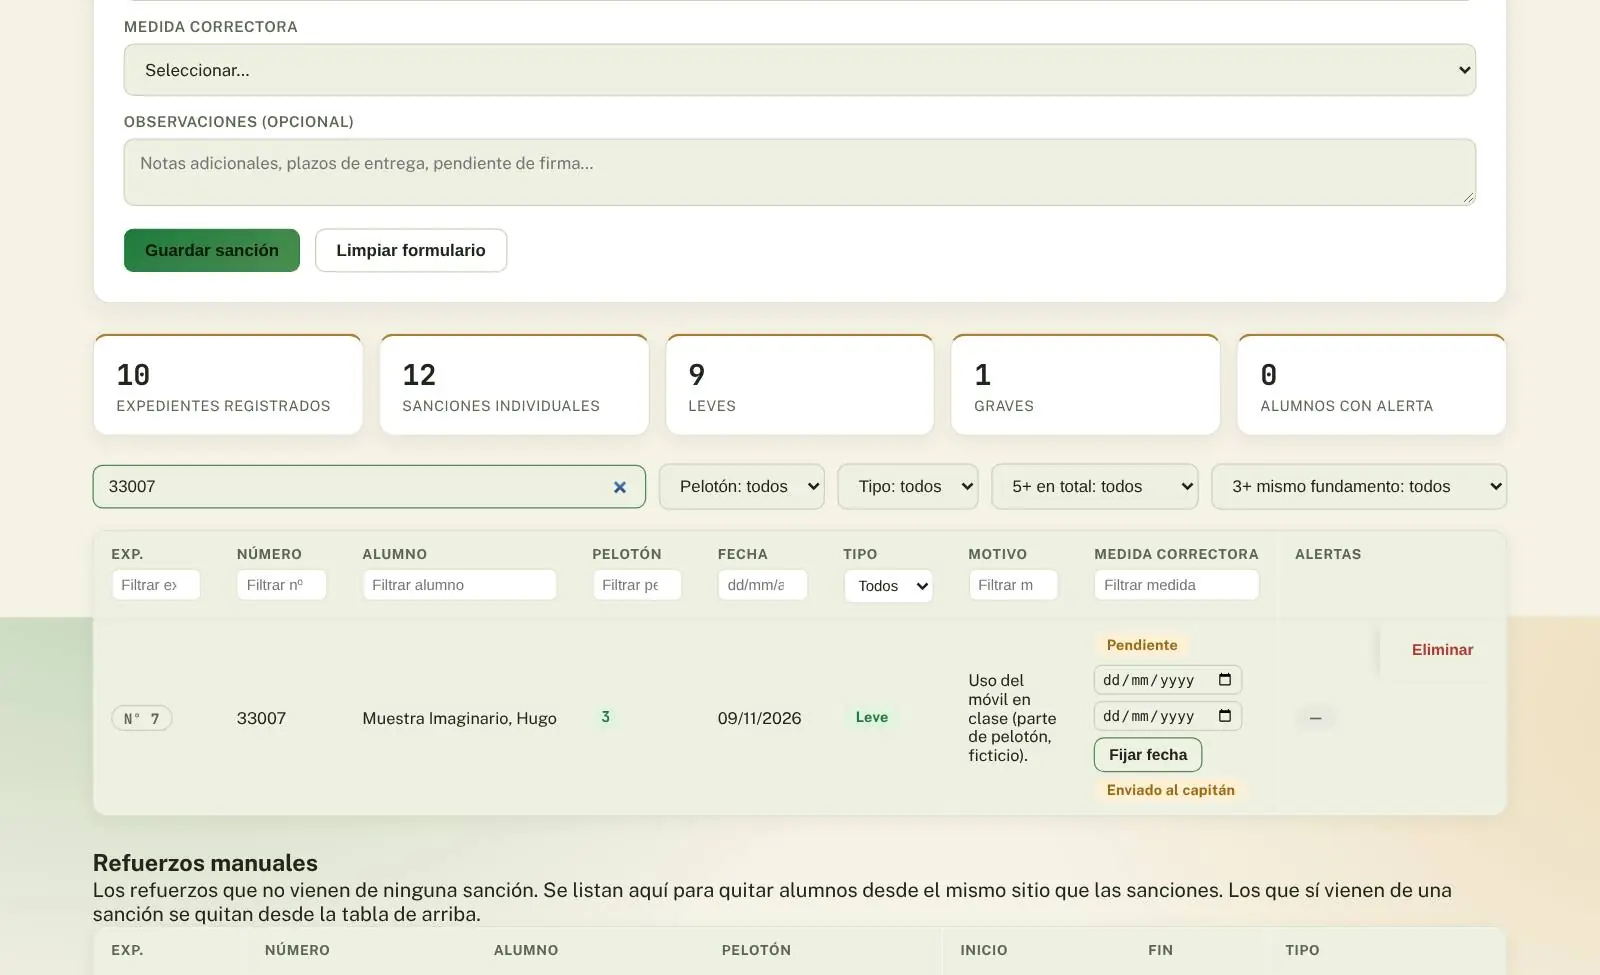 MEDIDA CORRECTORA
Seleccionar...
OBSERVACIONES (OPCIONAL)
Notas adicionales, plazos de entrega, pendiente de firma...
Guardar sanción
Limpiar formulario
10
EXPEDIENTES REGISTRADOS
12
SANCIONES INDIVIDUALES
9
LEVES
1
GRAVES
0
ALUMNOS CON ALERTA
33007
Pelotón: todos
Tipo: todos
5+ en total: todos
3+ mismo fundamento: todos
EXP. NÚMERO ALUMNO PELOTÓN FECHA TIPO MOTIVO MEDIDA CORRECTORA ALERTAS
Filtrar ex Filtrar nº Filtrar alumno Filtrar pe dd/mm/a Todos Filtrar m Filtrar medida
Nº 7
33007
Muestra Imaginario, Hugo
3
09/11/2026
Leve
Uso del
móvil en
clase (parte
de pelotón,
ficticio).
Pendiente
dd/mm/yyyy
dd/mm/yyyy
Fijar fecha
Enviado al capitán
—
Eliminar
Refuerzos manuales
Los refuerzos que no vienen de ninguna sanción. Se listan aquí para quitar alumnos desde el mismo sitio que las sanciones. Los que sí vienen de una
sanción se quitan desde la tabla de arriba.
EXP. NÚMERO ALUMNO PELOTÓN INICIO FIN TIPO